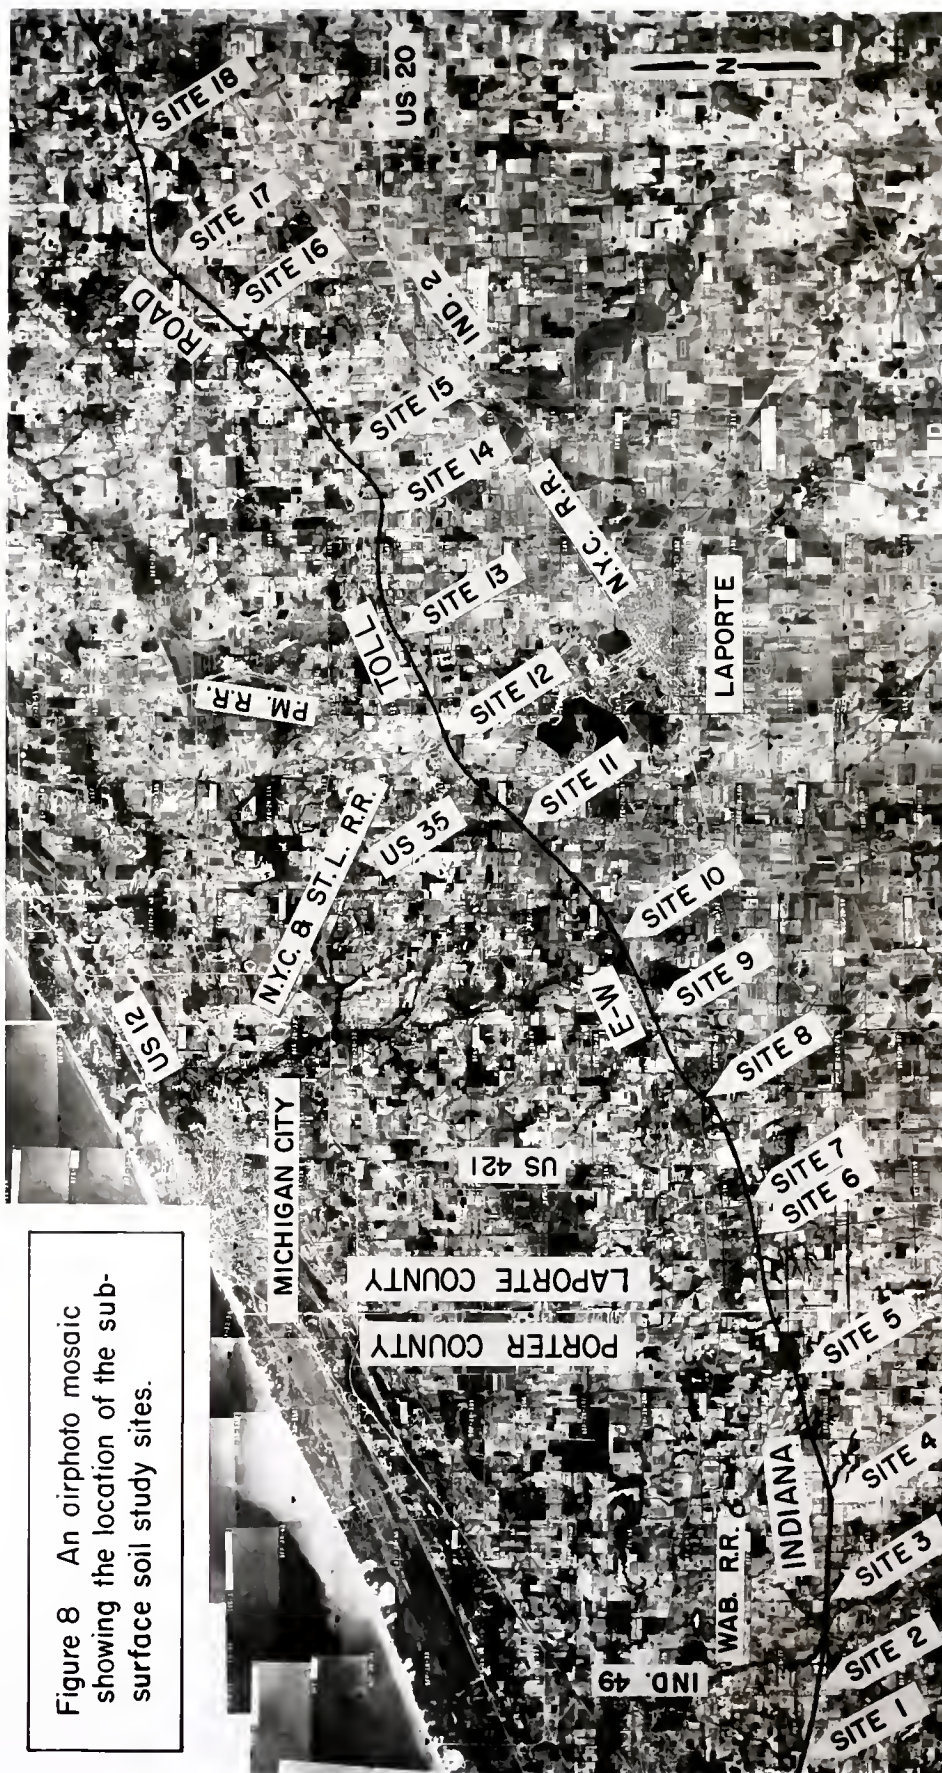 Figure 8 An airphoto mosaic
showing the location of the sub-
surface soil study sites.
US 12
MICHIGAN CITY
N.Y.C. & ST. L. R.R.
PM. R.R.
US 35
US 421
PORTER COUNTY
LAPORTE COUNTY
IND. 49
WAB. R.R.
INDIANA
E-W
TOLL
ROAD
US 20
IND 2
N.Y.C. R.R.
LAPORTE
N
SITE 1
SITE 2
SITE 3
SITE 4
SITE 5
SITE 6
SITE 7
SITE 8
SITE 9
SITE 10
SITE 11
SITE 12
SITE 13
SITE 14
SITE 15
SITE 16
SITE 17
SITE 18